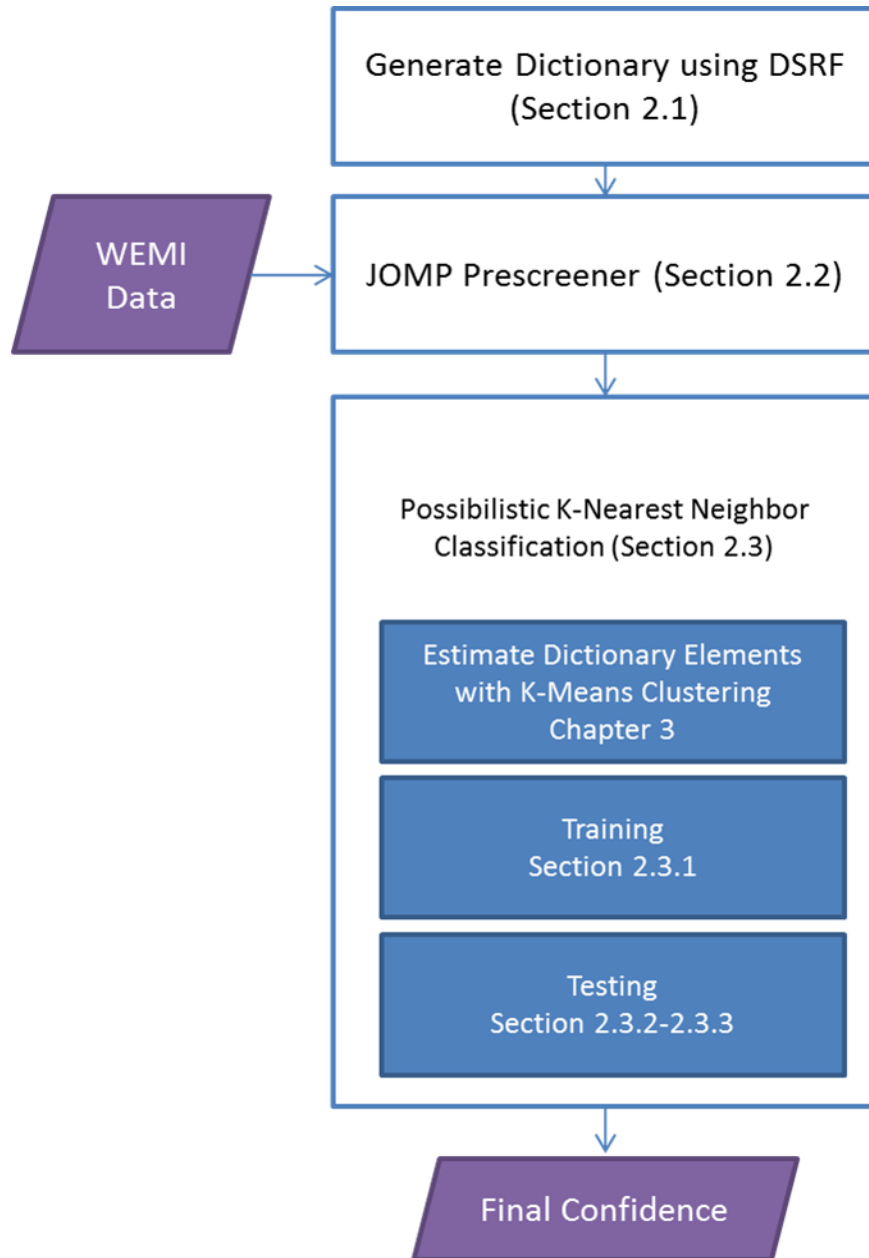 Generate Dictionary using DSRF
(Section 2.1)
WEMI
Data
JOMP Prescreener (Section 2.2)
Possibilistic K-Nearest Neighbor
Classification (Section 2.3)
Estimate Dictionary Elements
with K-Means Clustering
Chapter 3
Training
Section 2.3.1
Testing
Section 2.3.2-2.3.3
Final Confidence